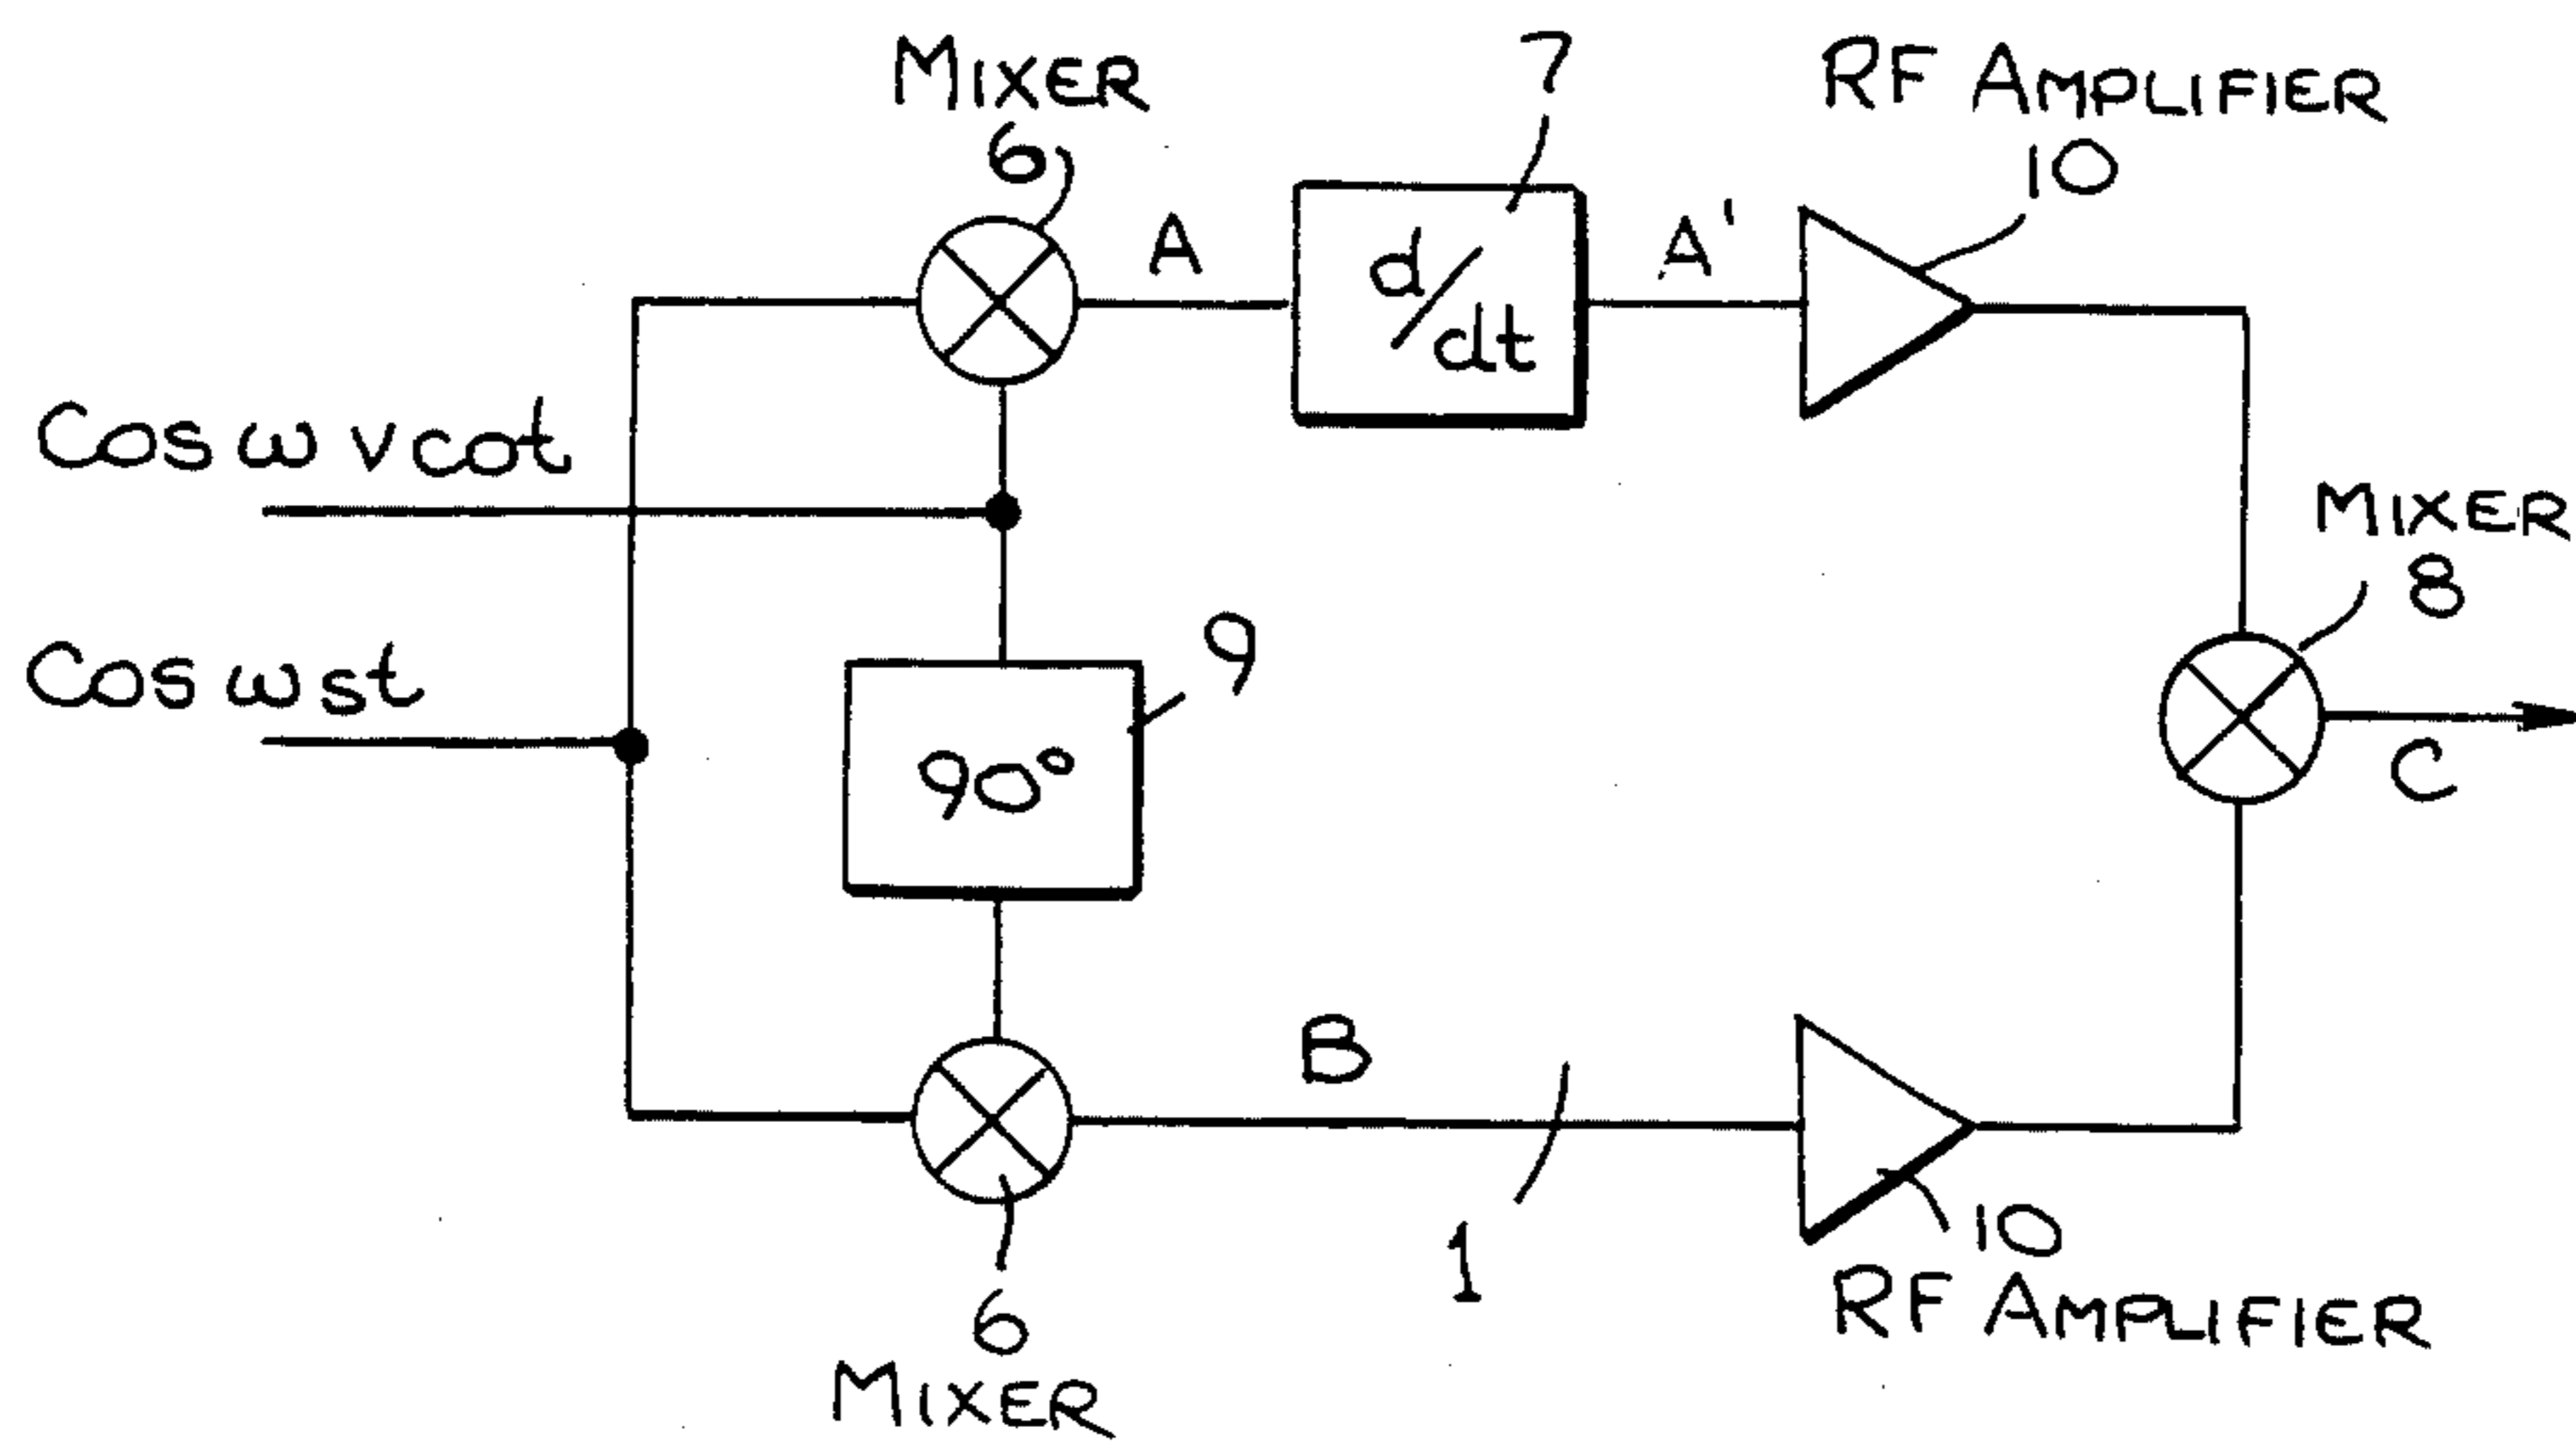 MIXER
6
7
RF AMPLIFIER
10
A
d/dt
A'
Cos ω vcot
MIXER
8
Cos ωst
9
90°
C
B
1
10
RF AMPLIFIER
6
MIXER